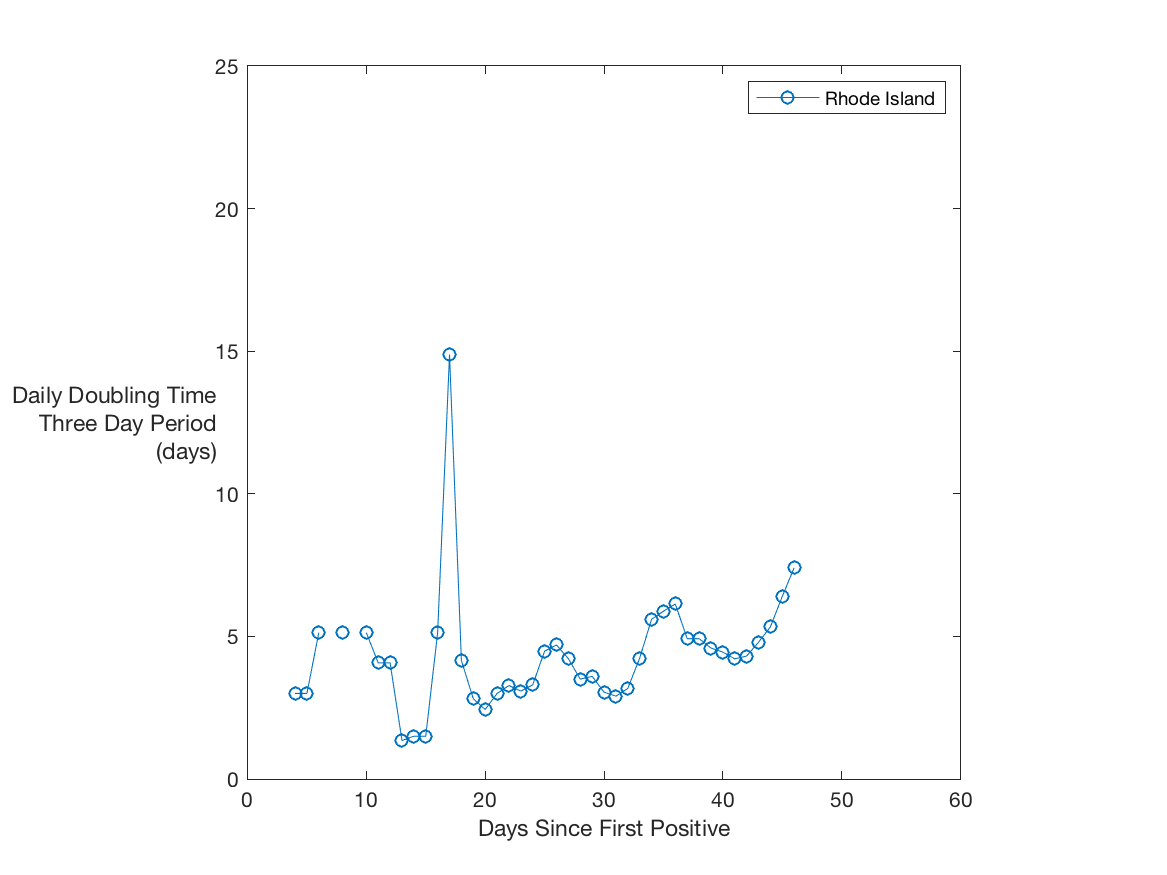 25
Rhode Island
20
15
Daily Doubling Time
Three Day Period
(days)
10
5
0
0 10 20 30 40 50 60
Days Since First Positive